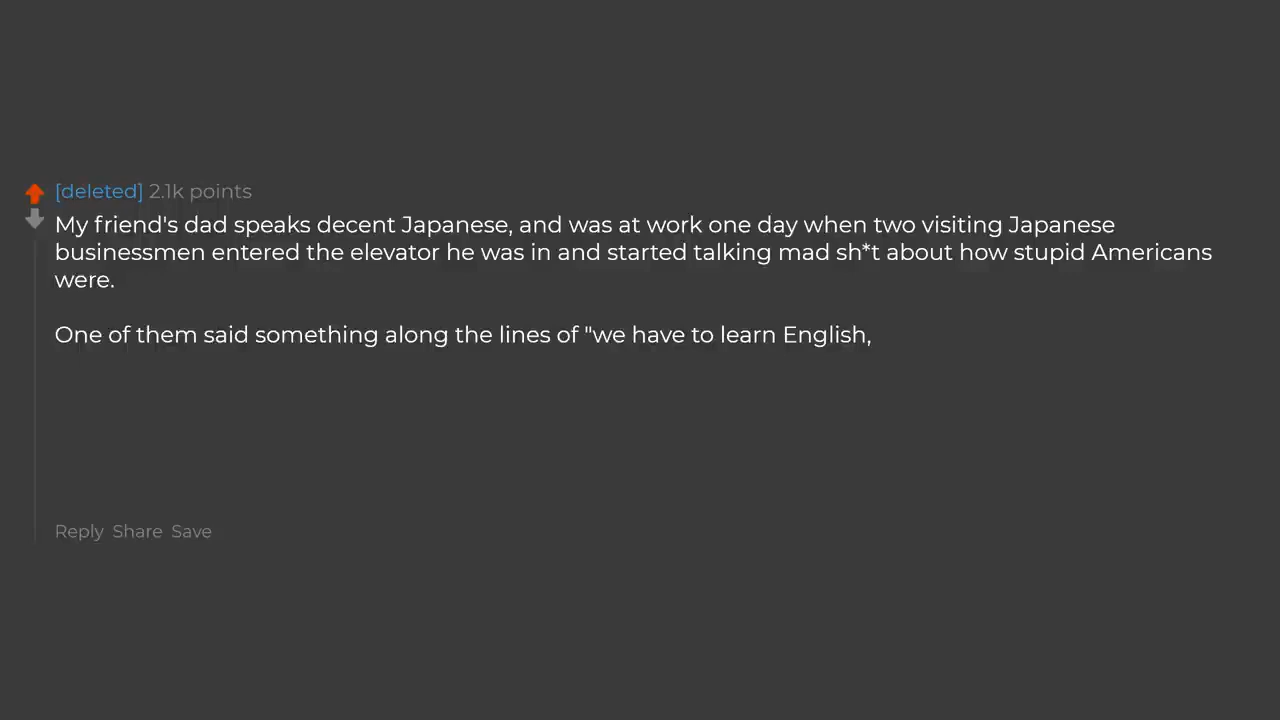 [deleted] 2.1k points
My friend's dad speaks decent Japanese, and was at work one day when two visiting Japanese
businessmen entered the elevator he was in and started talking mad sh*t about how stupid Americans
were.
One of them said something along the lines of "we have to learn English,
Reply Share Save